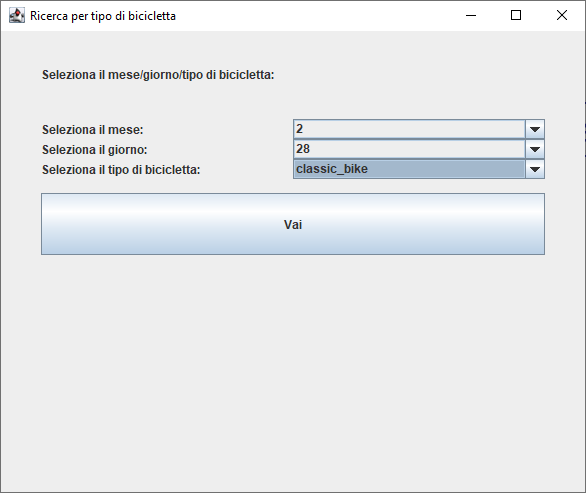 Ricerca per tipo di bicicletta
Seleziona il mese/giorno/tipo di bicicletta:
Seleziona il mese: 2
Seleziona il giorno: 28
Seleziona il tipo di bicicletta: classic_bike
Vai